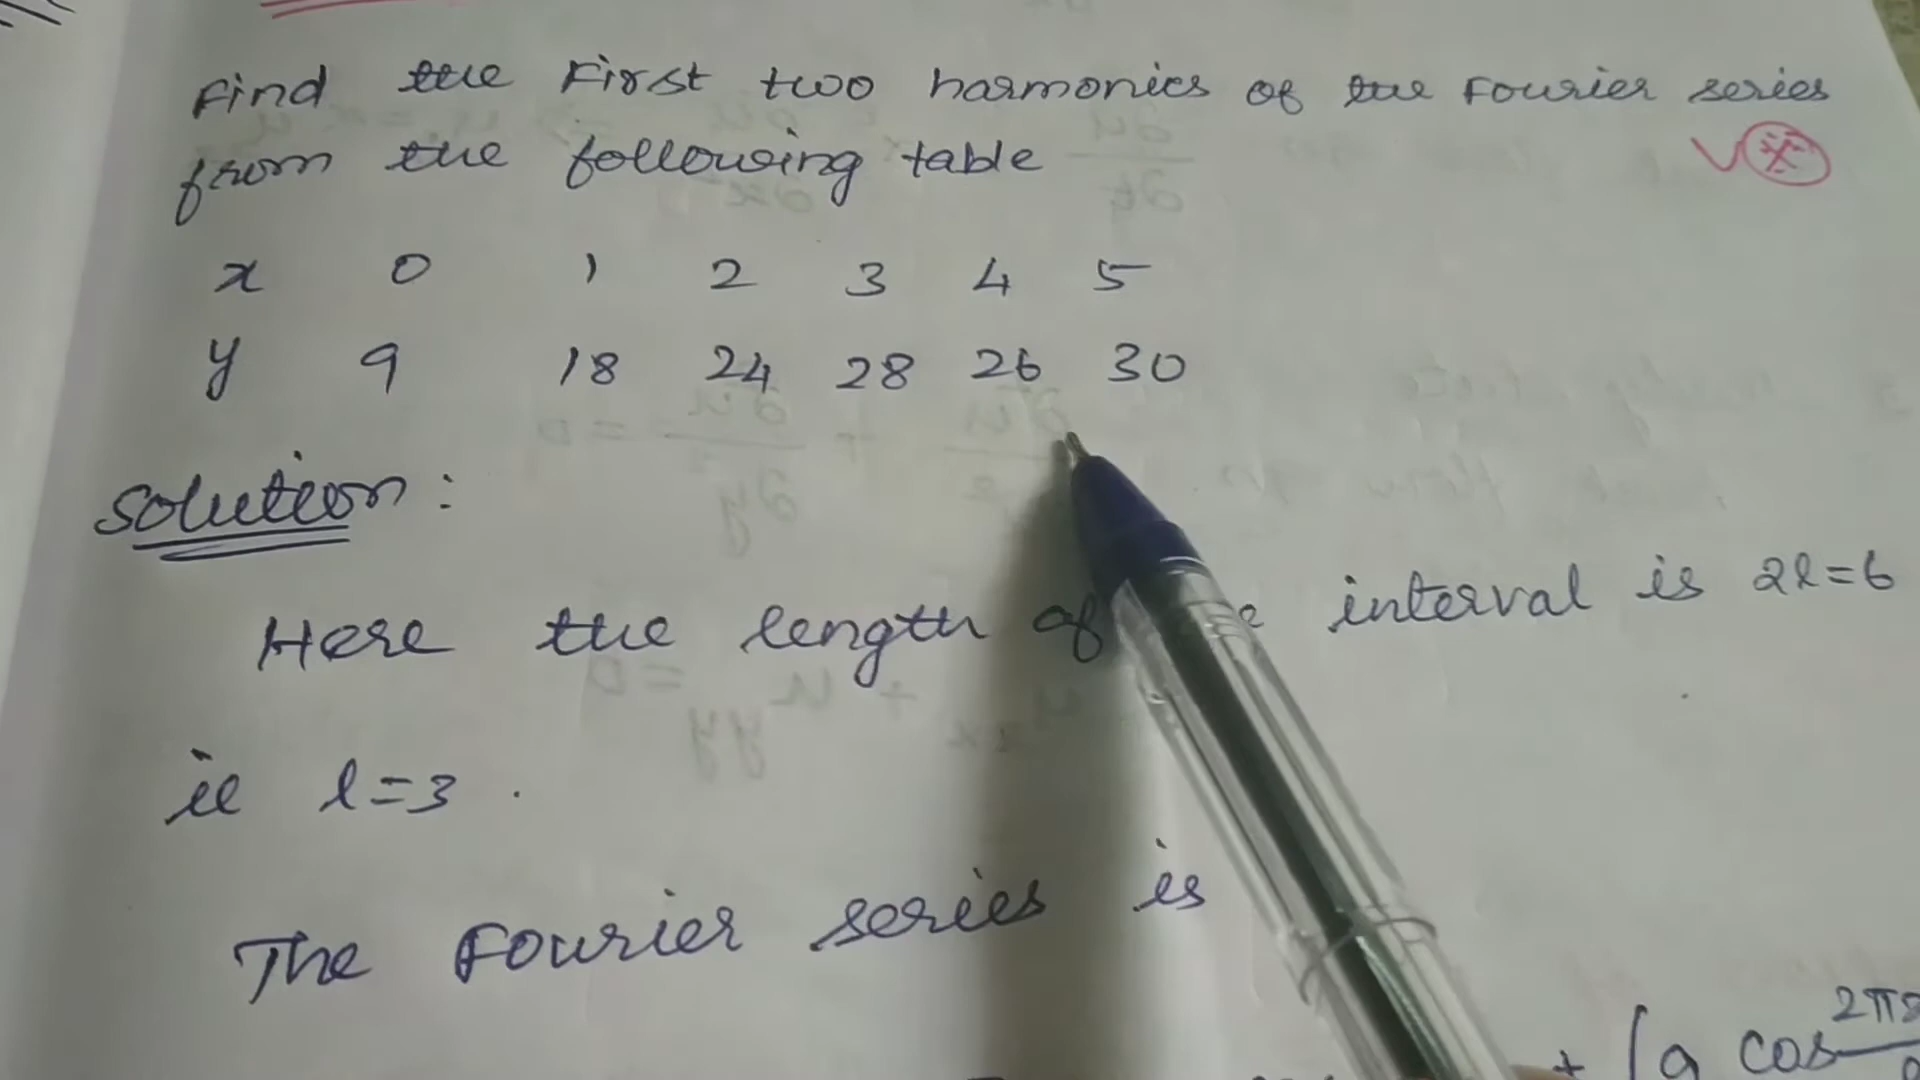 Find the First two harmonics of the Fourier series
from the following table
x 0 1 2 3 4 5
y 9 18 24 28 26 30
Solution:
Here the length of interval is 2l=6
ie l=3.
The Fourier series is
+ (a cos 2π